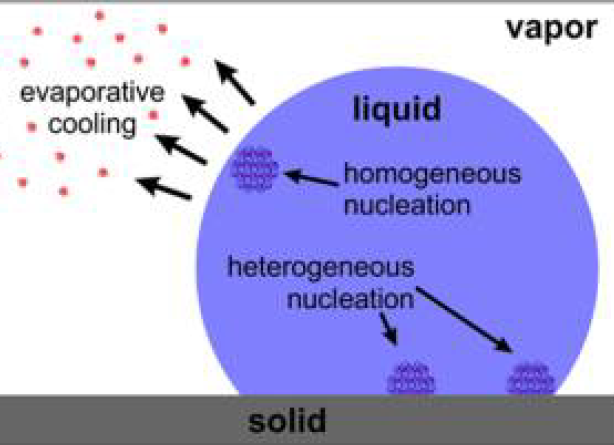 vapor
evaporative
cooling
liquid
homogeneous
nucleation
heterogeneous
nucleation
solid